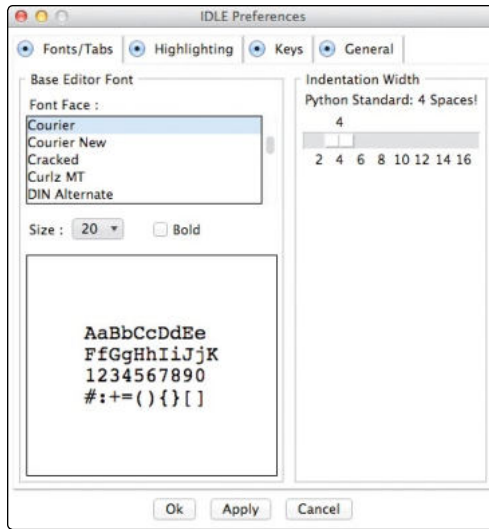 IDLE Preferences
Fonts/Tabs Highlighting Keys General
Base Editor Font
Font Face :
Courier
Courier New
Cracked
Curlz MT
DIN Alternate
Size : 20 Bold
AaBbCcDdEe
FfGgHhIiJjK
1234567890
#:+=(){}[]
Indentation Width
Python Standard: 4 Spaces!
4
2 4 6 8 10 12 14 16
Ok Apply Cancel